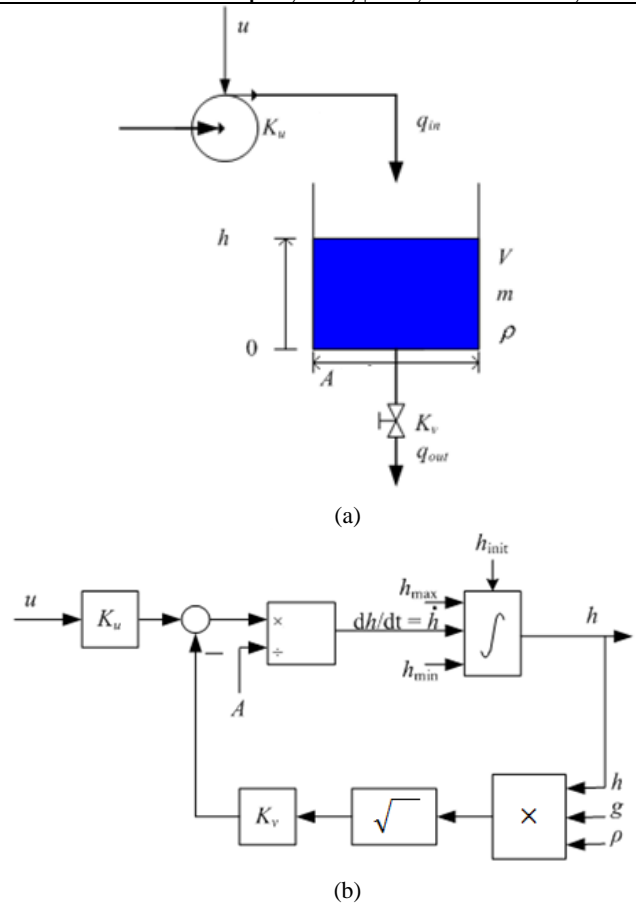 u
K_u
q_in
h
V
m
0
ρ
A
K_v
q_out
(a)
h_init
u
h_max
h
K_u
×
dh/dt = ḣ
∫
÷
h_min
−
A
h
K_v
√
×
g
ρ
(b)